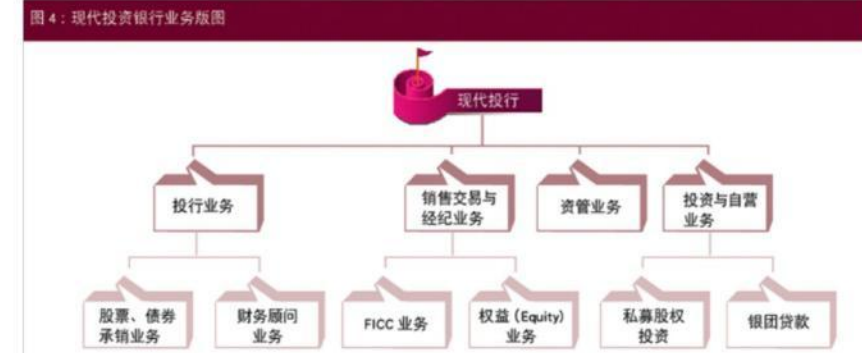 图 4：现代投资银行业务版图
现代投行
投行业务
销售交易与
经纪业务
资管业务
投资与自营
业务
股票、债券
承销业务
财务顾问
业务
FICC 业务
权益 (Equity)
业务
私募股权
投资
银团贷款